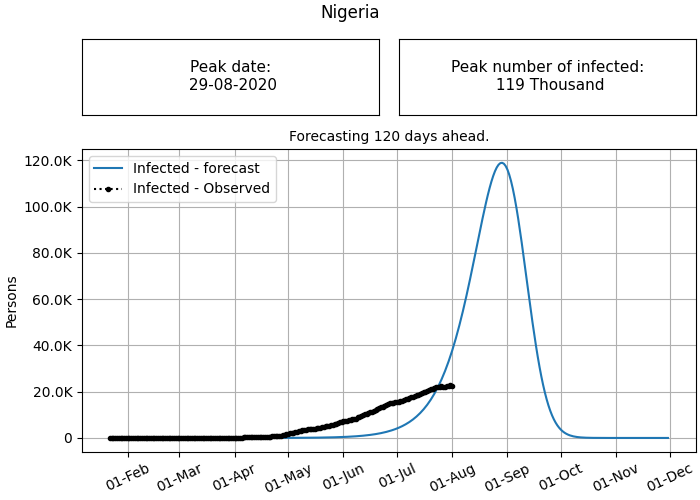 Nigeria
Peak date:
29-08-2020
Peak number of infected:
119 Thousand
Forecasting 120 days ahead.
Infected - forecast
Infected - Observed
120.0K
100.0K
80.0K
60.0K
40.0K
20.0K
0
Persons
01-Feb
01-Mar
01-Apr
01-May
01-Jun
01-Jul
01-Aug
01-Sep
01-Oct
01-Nov
01-Dec